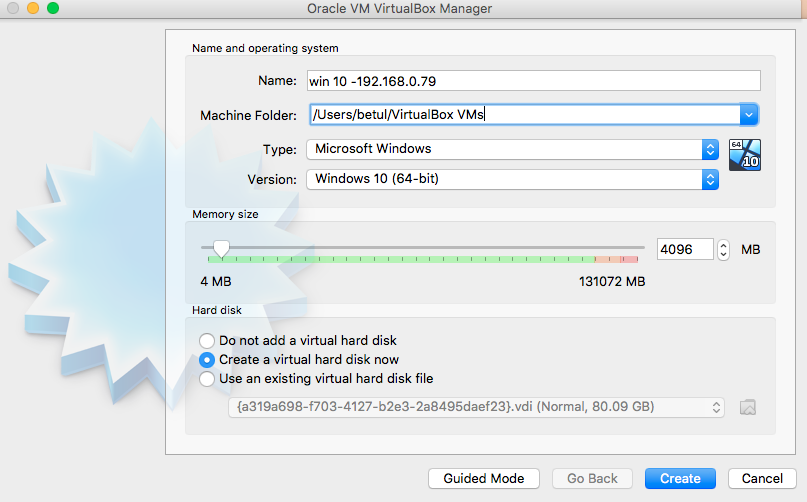 Oracle VM VirtualBox Manager
Name and operating system
Name: win 10 -192.168.0.79
Machine Folder: /Users/betul/VirtualBox VMs
Type: Microsoft Windows
64
10
Version: Windows 10 (64-bit)
Memory size
4096 MB
4 MB 131072 MB
Hard disk
Do not add a virtual hard disk
Create a virtual hard disk now
Use an existing virtual hard disk file
{a319a698-f703-4127-b2e3-2a8495daef23}.vdi (Normal, 80.09 GB)
Guided Mode Go Back Create Cancel